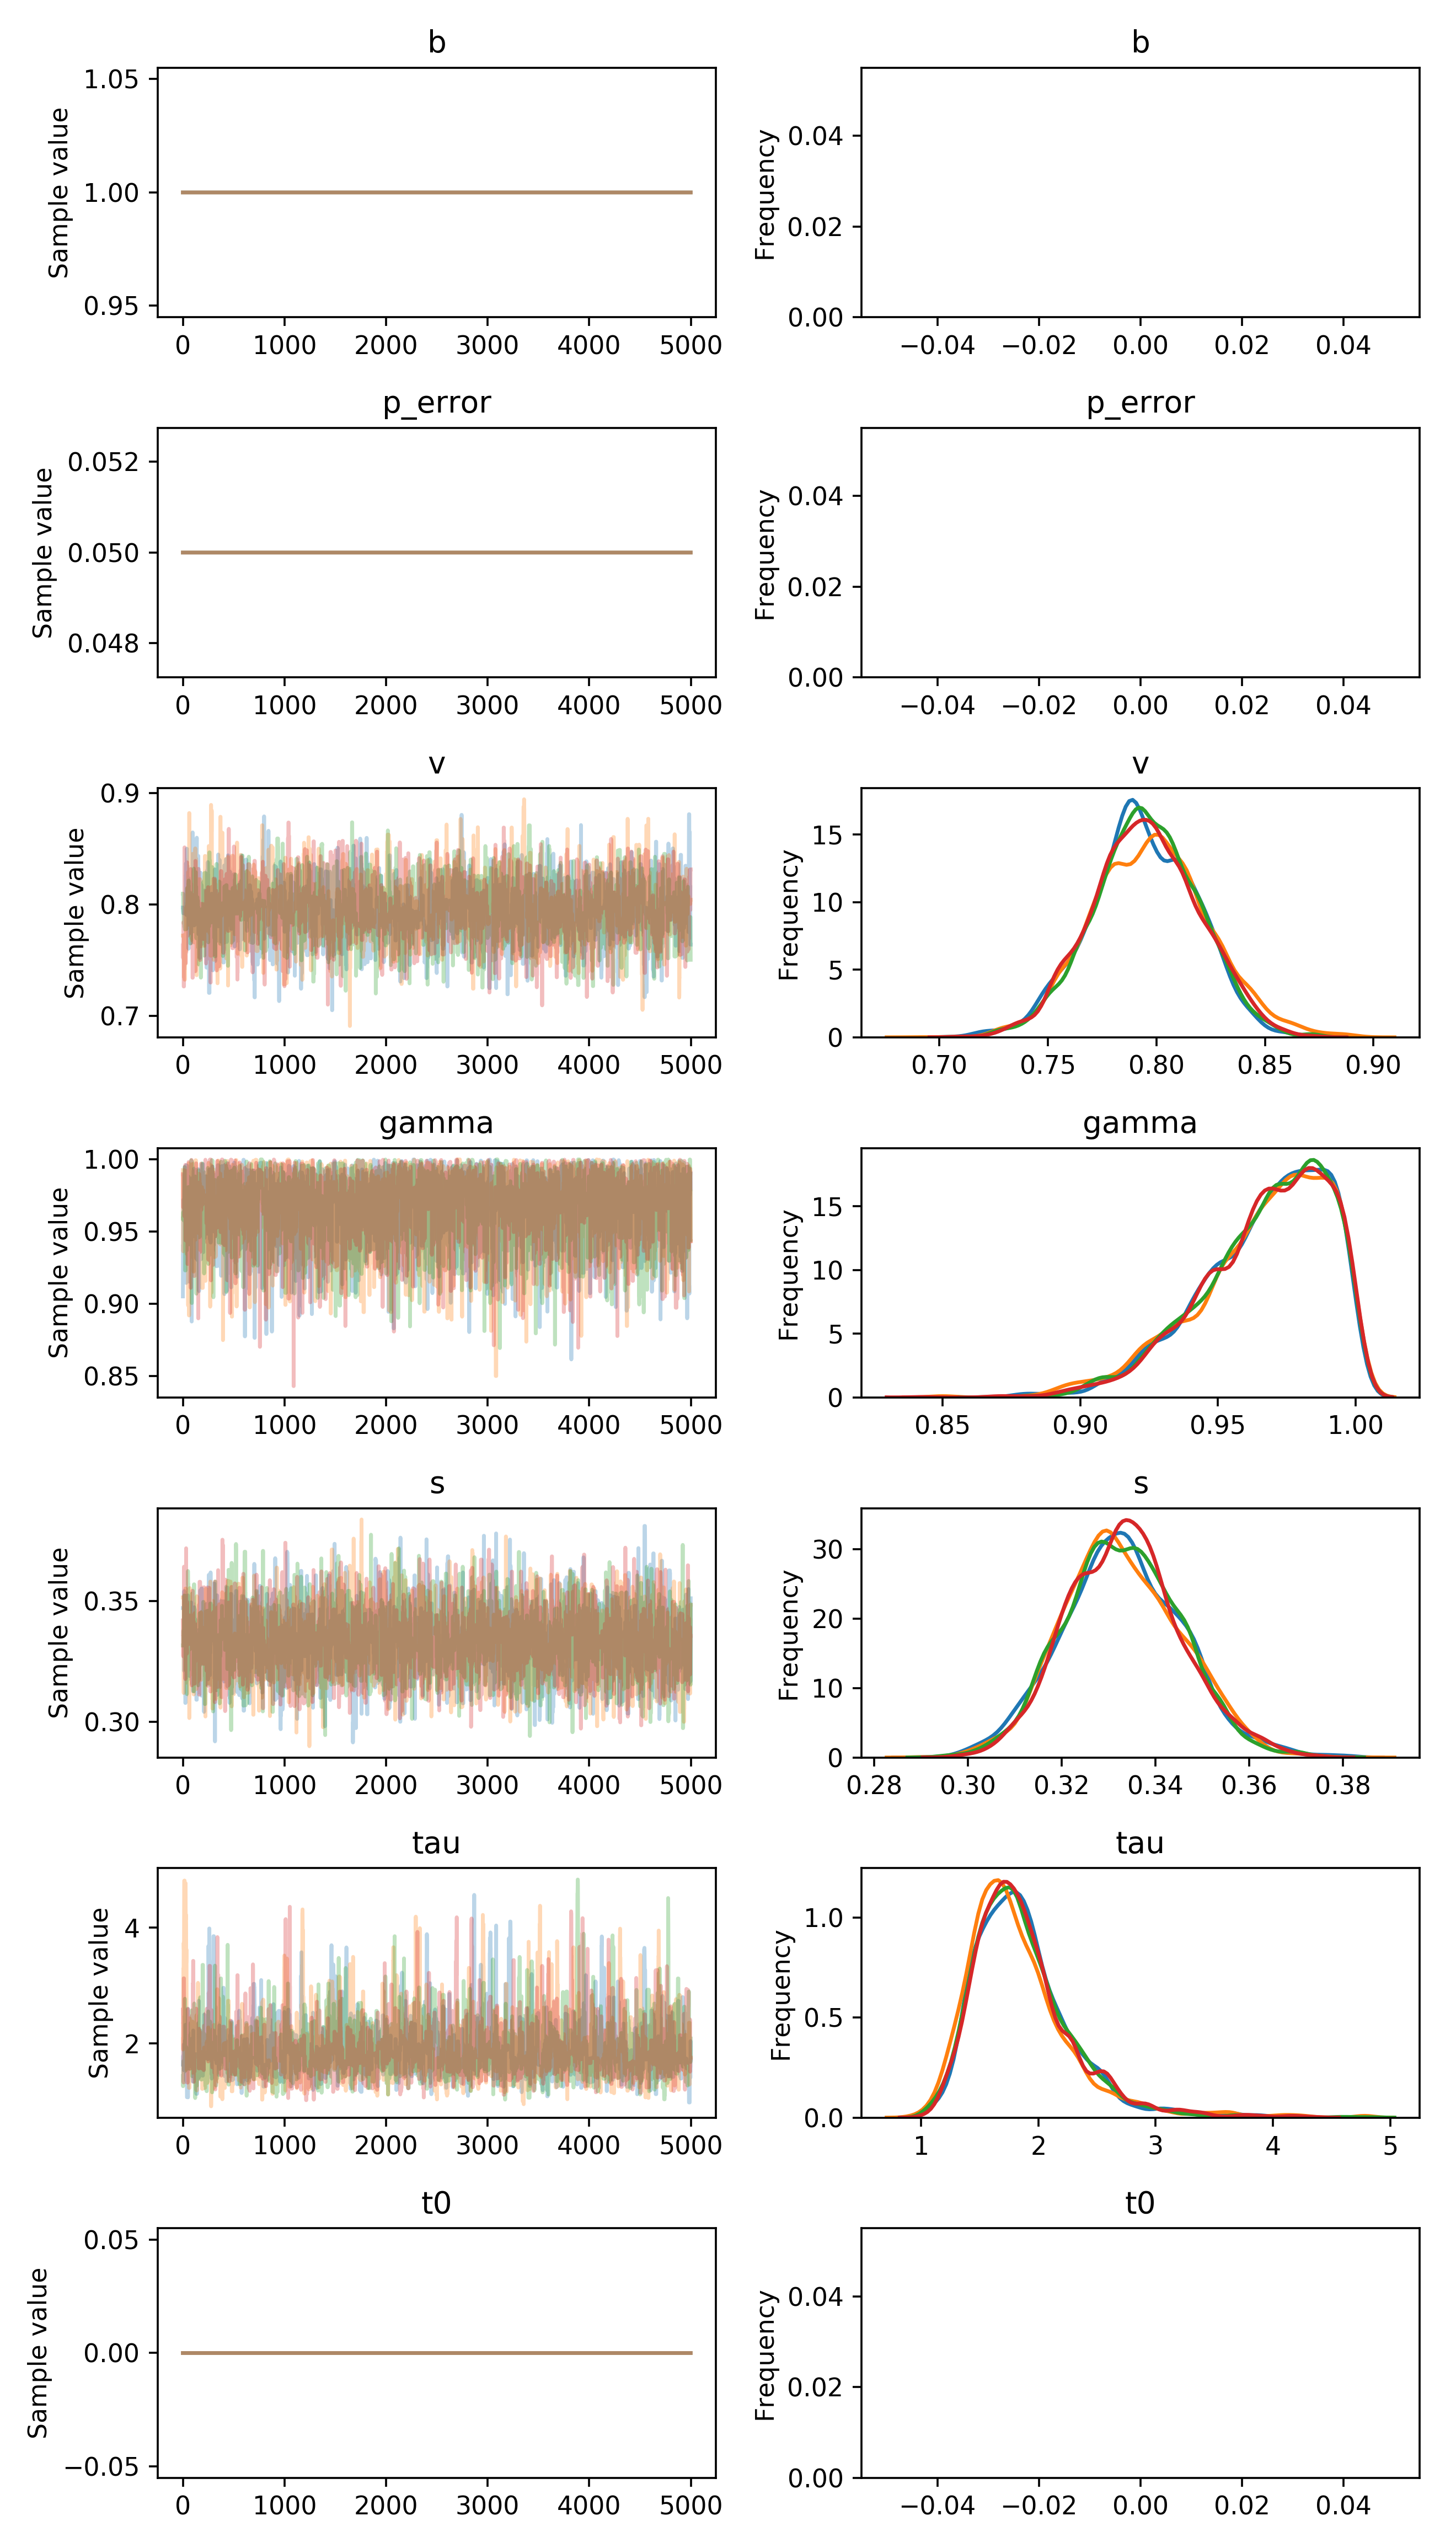 b
b
1.05
1.00
0.95
Sample value
0 1000 2000 3000 4000 5000
0.04
0.02
0.00
Frequency
−0.04 −0.02 0.00 0.02 0.04
p_error
p_error
0.052
0.050
0.048
Sample value
0 1000 2000 3000 4000 5000
0.04
0.02
0.00
Frequency
−0.04 −0.02 0.00 0.02 0.04
v
v
0.9
0.8
0.7
Sample value
0 1000 2000 3000 4000 5000
15
10
5
0
Frequency
0.70 0.75 0.80 0.85 0.90
gamma
gamma
1.00
0.95
0.90
0.85
Sample value
0 1000 2000 3000 4000 5000
15
10
5
0
Frequency
0.85 0.90 0.95 1.00
s
s
0.35
0.30
Sample value
0 1000 2000 3000 4000 5000
30
20
10
0
Frequency
0.28 0.30 0.32 0.34 0.36 0.38
tau
tau
4
2
Sample value
0 1000 2000 3000 4000 5000
1.0
0.5
0.0
Frequency
1 2 3 4 5
t0
t0
0.05
0.00
−0.05
Sample value
0 1000 2000 3000 4000 5000
0.04
0.02
0.00
Frequency
−0.04 −0.02 0.00 0.02 0.04